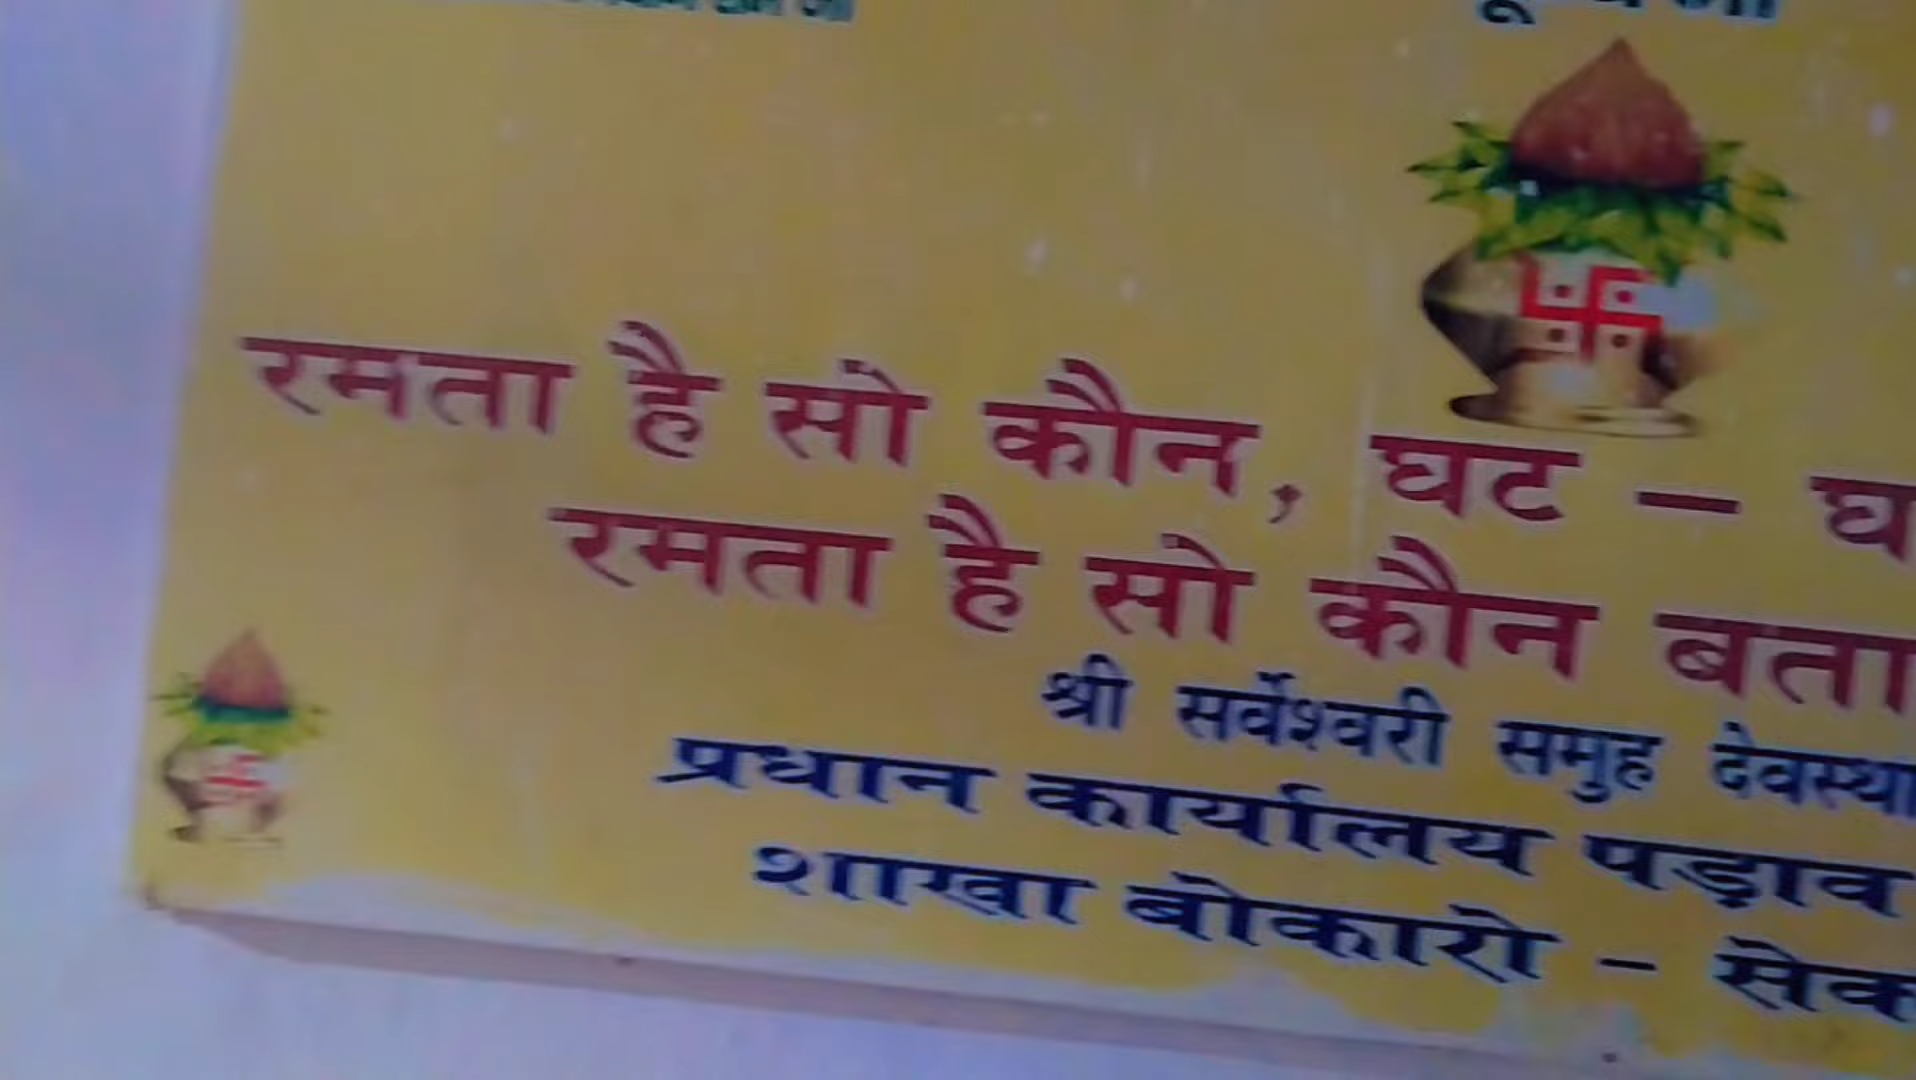 रमता है सो कौन, घट – घ
रमता है सो कौन बता
श्री सर्वेश्वरी समुह देवस्था
प्रधान कार्यालय पड़ाव
शाखा बोकारो – सेक